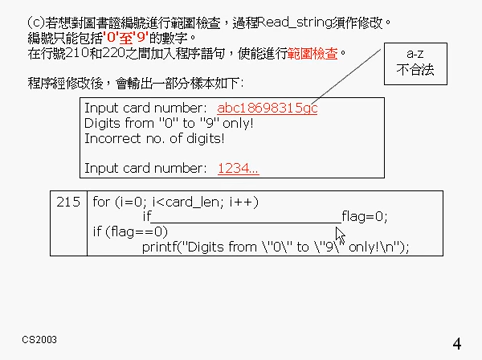 (c)若想對圖書證編號進行範圍檢查，過程Read_string須作修改。
編號只能包括'0'至'9'的數字。
在行號210和220之間加入程序語句，使能進行範圍檢查。
a-z
不合法
程序經修改後，會輸出一部分樣本如下:
Input card number: abc18698315gc
Digits from "0" to "9" only!
Incorrect no. of digits!
Input card number: 1234...
215 for (i=0; i<card_len; i++)
if________________________flag=0;
if (flag==0)
printf("Digits from \"0\" to \"9\" only!\n");
CS2003
4